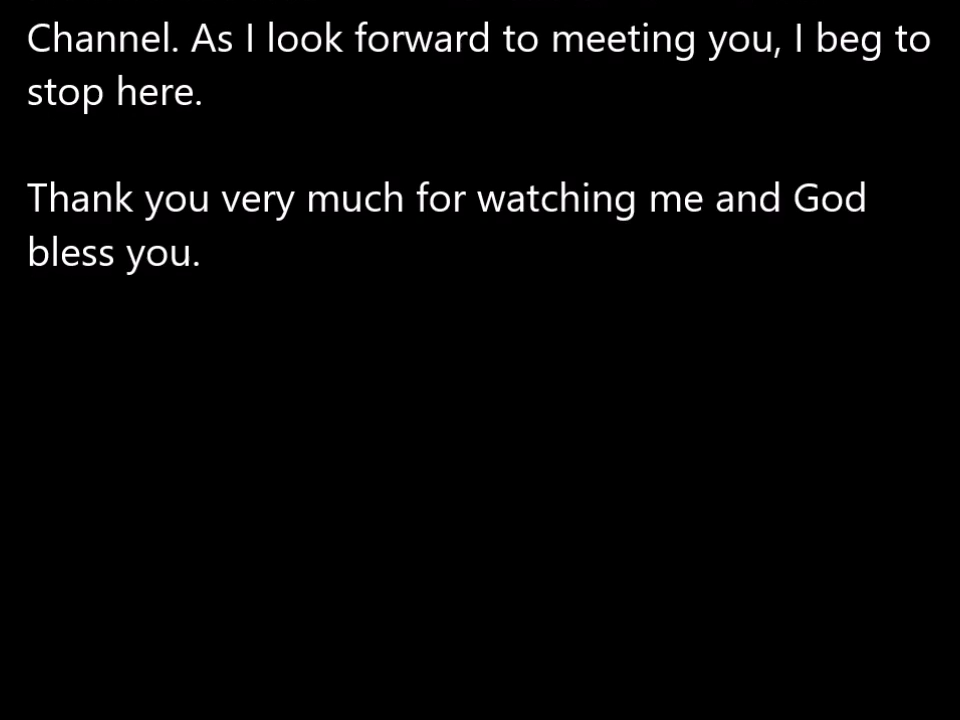 Channel. As I look forward to meeting you, I beg to
stop here.
Thank you very much for watching me and God
bless you.